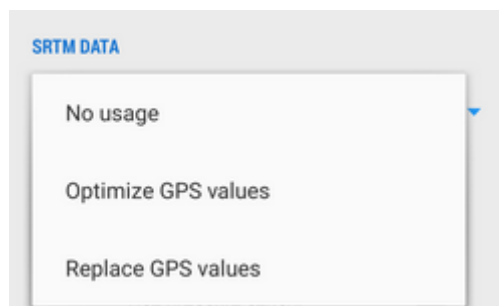 SRTM DATA
No usage
Optimize GPS values
Replace GPS values